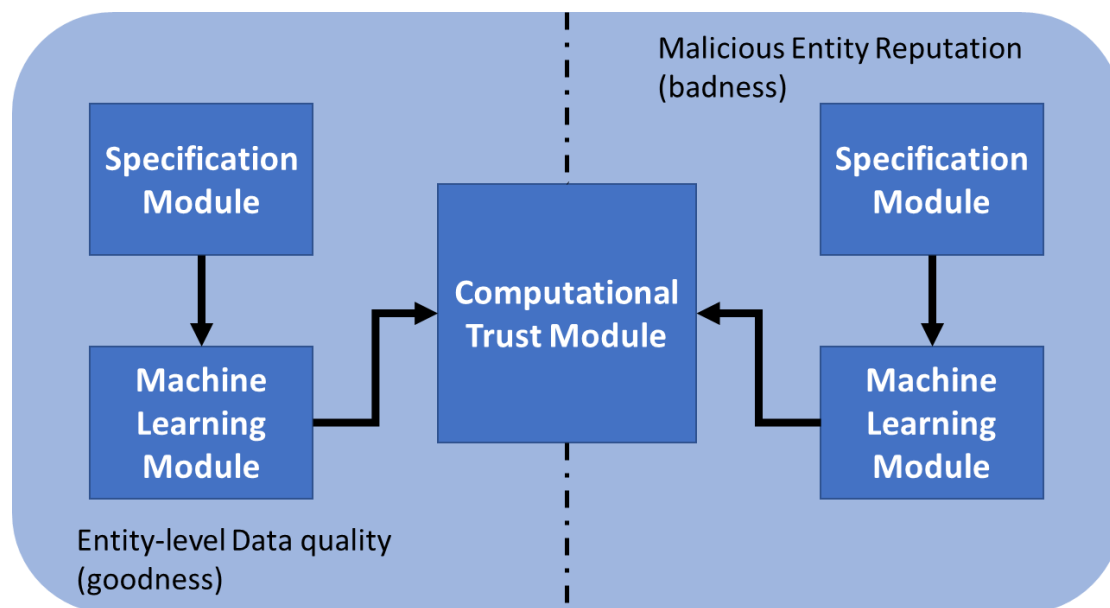 Malicious Entity Reputation
(badness)
Specification
Module
Specification
Module
Computational
Trust Module
Machine
Learning
Module
Machine
Learning
Module
Entity-level Data quality
(goodness)